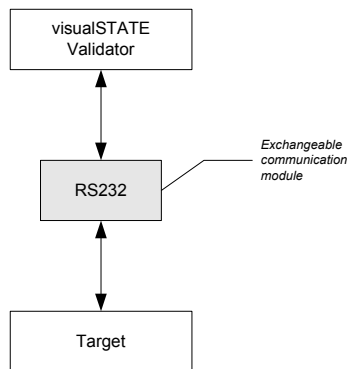 visualSTATE
Validator
Exchangeable
communication
module
RS232
Target